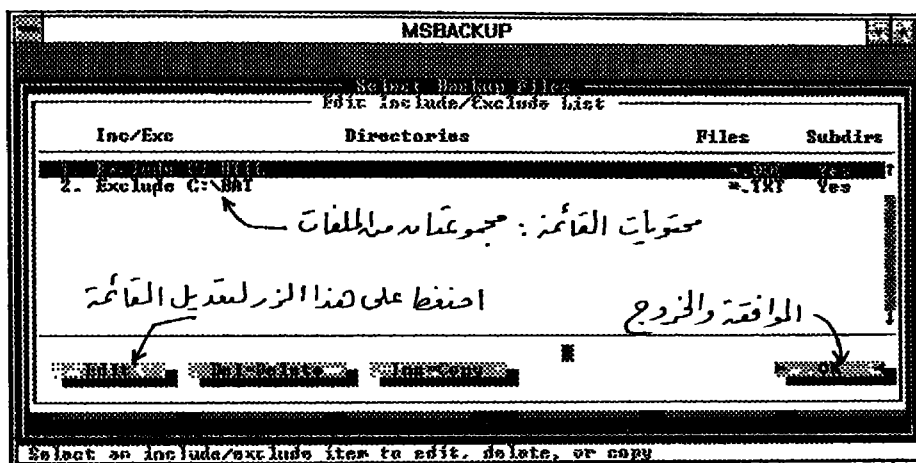 MSBACKUP
Select Backup Files
Edit Include/Exclude List
Inc/Exc Directories Files Subdirs
2. Exclude C:\BAT *.TXT Yes
محتويات القائمة : مجموعتان من الملفات
اضغط على هذا الزر لتعديل القائمة
الموافقة والخروج
Edit Del=Delete Ins=Copy OK
Select an include/exclude item to edit, delete, or copy